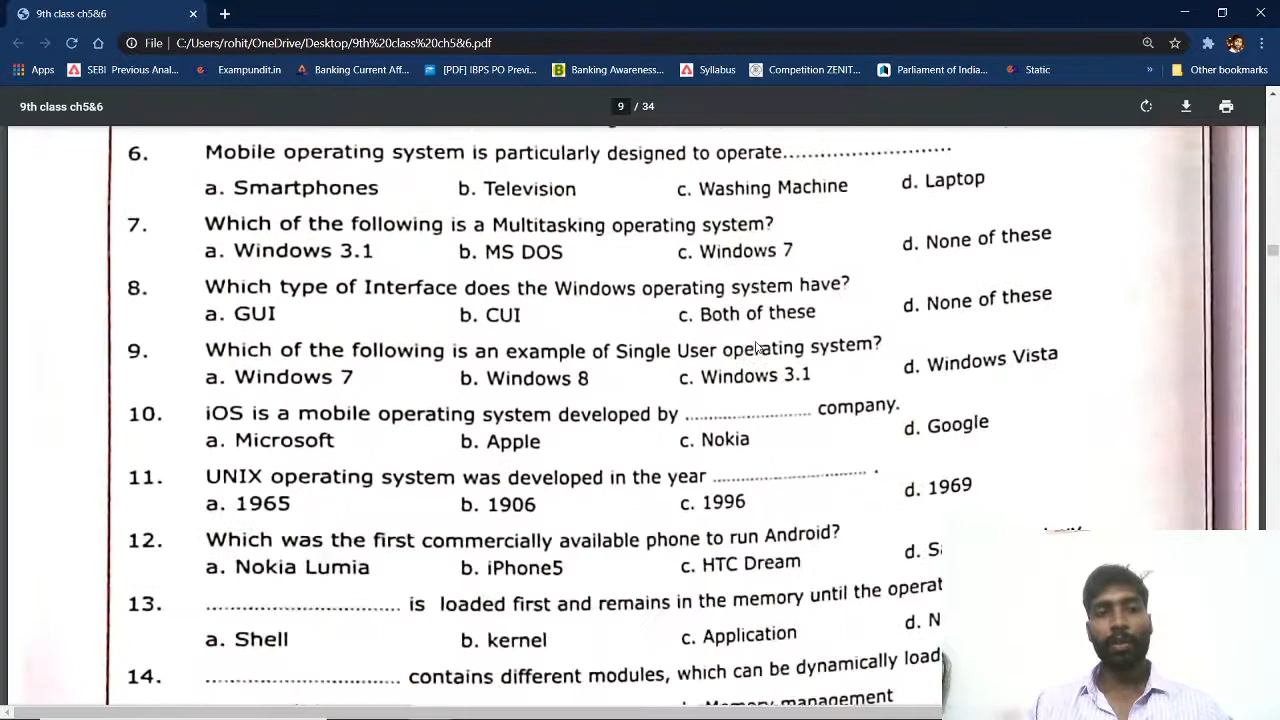 9th class ch5&6
File C:/Users/rohit/OneDrive/Desktop/9th%20class%20ch5&6.pdf
Apps SEBI Previous Anal... Exampundit.in Banking Current Aff... [PDF] IBPS PO Previ... Banking Awareness... Syllabus Competition ZENIT... Parliament of India... Static » Other bookmarks
9th class ch5&6 9 / 34
6. Mobile operating system is particularly designed to operate..............................
a. Smartphones b. Television c. Washing Machine d. Laptop
7. Which of the following is a Multitasking operating system?
a. Windows 3.1 b. MS DOS c. Windows 7 d. None of these
8. Which type of Interface does the Windows operating system have?
a. GUI b. CUI c. Both of these d. None of these
9. Which of the following is an example of Single User operating system?
a. Windows 7 b. Windows 8 c. Windows 3.1 d. Windows Vista
10. iOS is a mobile operating system developed by ...................... company.
a. Microsoft b. Apple c. Nokia d. Google
11. UNIX operating system was developed in the year ........................... .
a. 1965 b. 1906 c. 1996 d. 1969
12. Which was the first commercially available phone to run Android?
a. Nokia Lumia b. iPhone5 c. HTC Dream d. S
13. .................................. is loaded first and remains in the memory until the operat
a. Shell b. kernel c. Application d. N
14. .................................. contains different modules, which can be dynamically load
Memory management